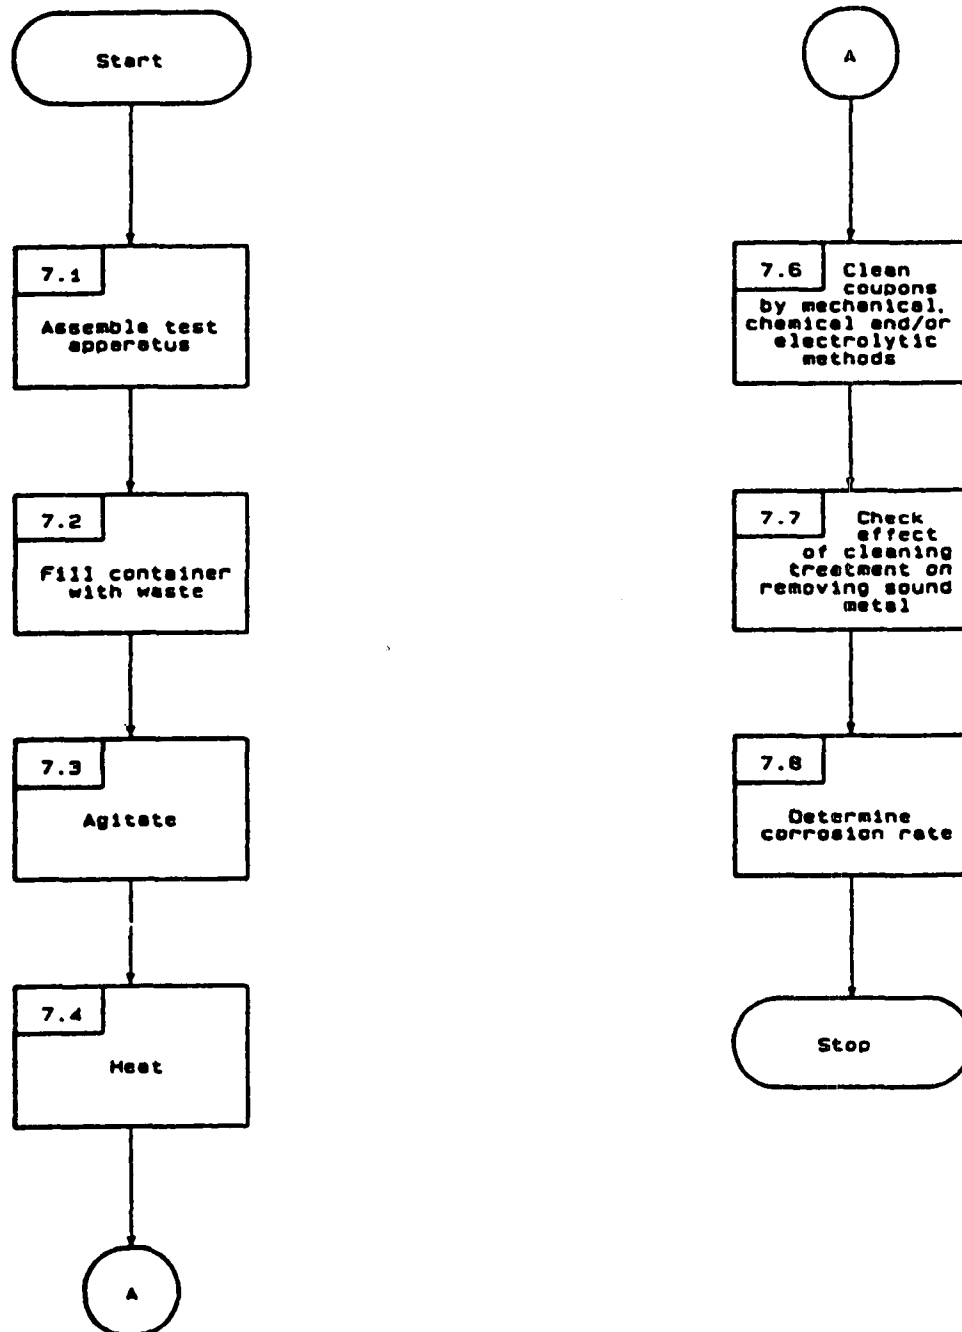 Start
7.1
Assemble test
apparatus
7.2
Fill container
with waste
7.3
Agitate
7.4
Heat
A
A
7.6 Clean
coupons
by mechanical,
chemical and/or
electrolytic
methods
7.7 Check
effect
of cleaning
treatment on
removing sound
metal
7.8
Determine
corrosion rate
Stop